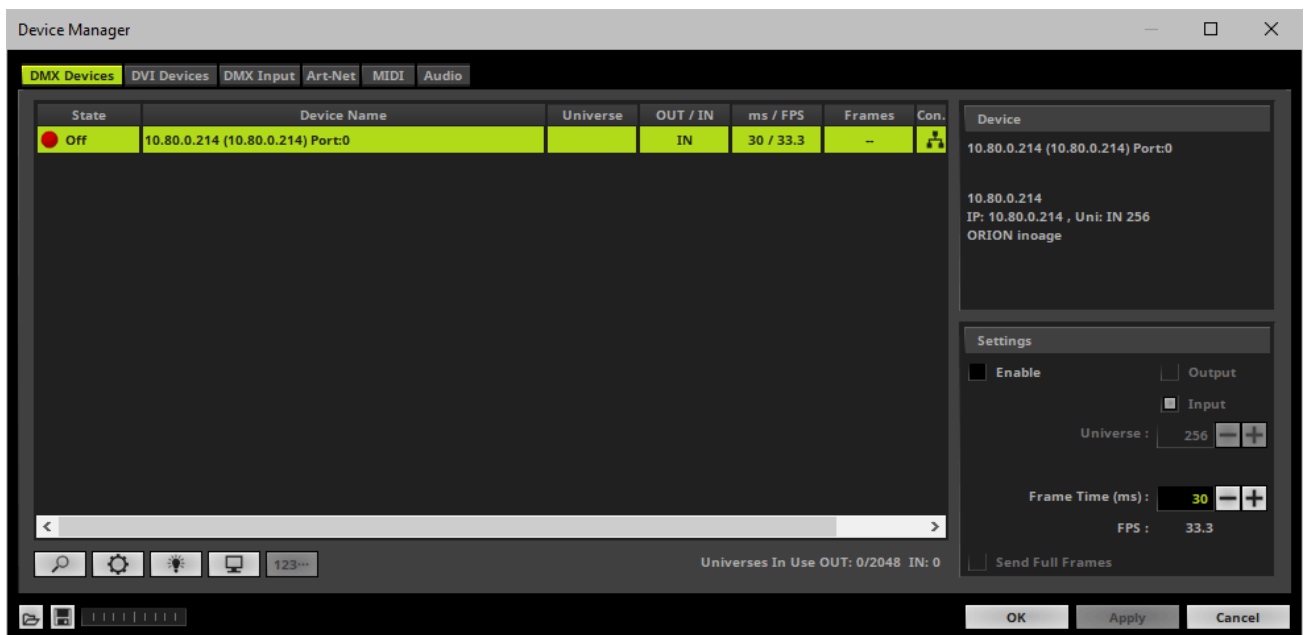 Device Manager
DMX Devices DVI Devices DMX Input Art-Net MIDI Audio
State Device Name Universe OUT / IN ms / FPS Frames Con.
Off 10.80.0.214 (10.80.0.214) Port:0 IN 30 / 33.3 --
Device
10.80.0.214 (10.80.0.214) Port:0
10.80.0.214
IP: 10.80.0.214 , Uni: IN 256
ORION inoage
Settings
Enable Output
Input
Universe : 256
Frame Time (ms) : 30
FPS : 33.3
Send Full Frames
123...
Universes In Use OUT: 0/2048 IN: 0
OK Apply Cancel